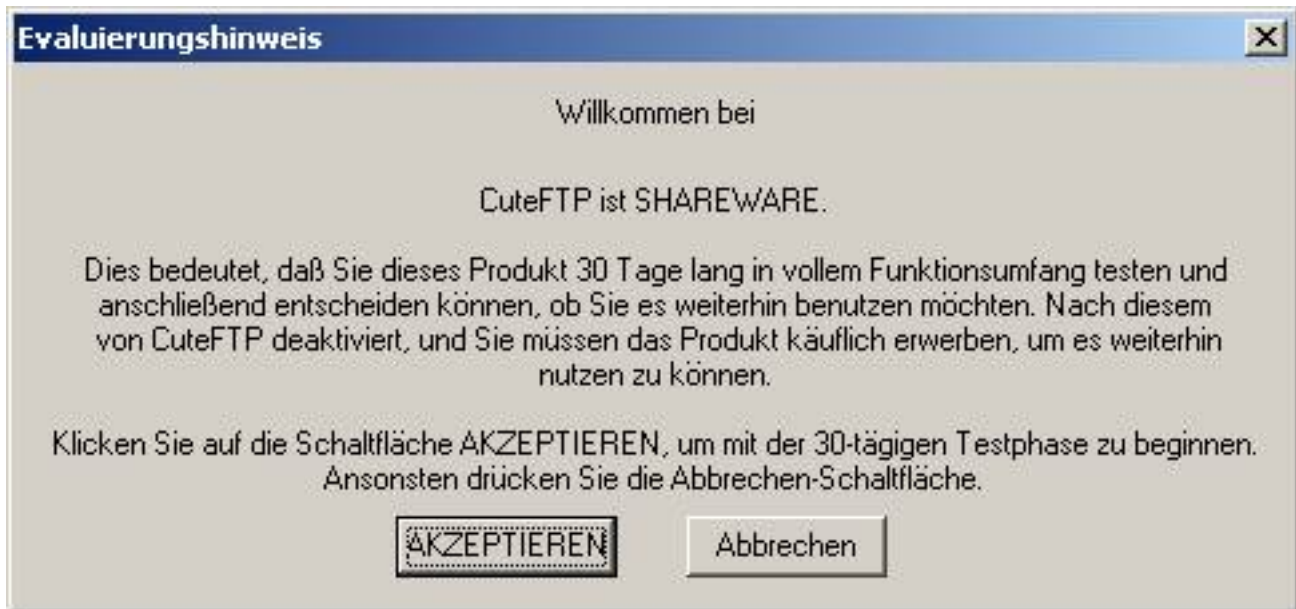 Evaluierungshinweis
Willkommen bei
CuteFTP ist SHAREWARE.
Dies bedeutet, daß Sie dieses Produkt 30 Tage lang in vollem Funktionsumfang testen und
anschließend entscheiden können, ob Sie es weiterhin benutzen möchten. Nach diesem
von CuteFTP deaktiviert, und Sie müssen das Produkt käuflich erwerben, um es weiterhin
nutzen zu können.
Klicken Sie auf die Schaltfläche AKZEPTIEREN, um mit der 30-tägigen Testphase zu beginnen.
Ansonsten drücken Sie die Abbrechen-Schaltfläche.
AKZEPTIEREN Abbrechen